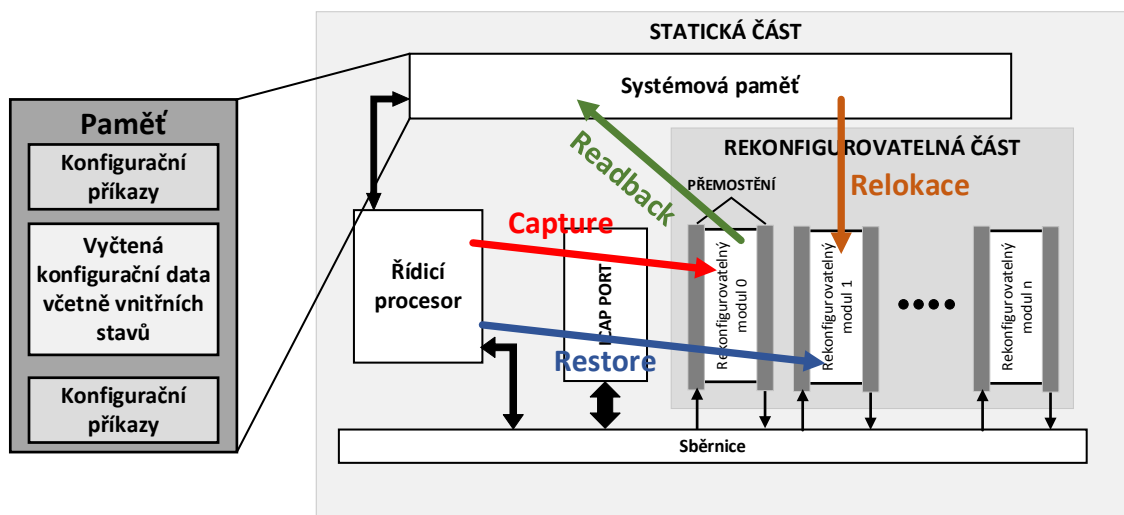 STATICKÁ ČÁST
Systémová paměť
Paměť
Konfigurační
příkazy
Vyčtená
konfigurační data
včetně vnitřních
stavů
Konfigurační
příkazy
REKONFIGUROVATELNÁ ČÁST
PŘEMOSTĚNÍ
Readback
Relokace
Capture
Řídicí
procesor
ICAP PORT
Restore
Rekonfigurovatelný
modul 0
Rekonfigurovatelný
modul 1
Rekonfigurovatelný
modul n
Sběrnice